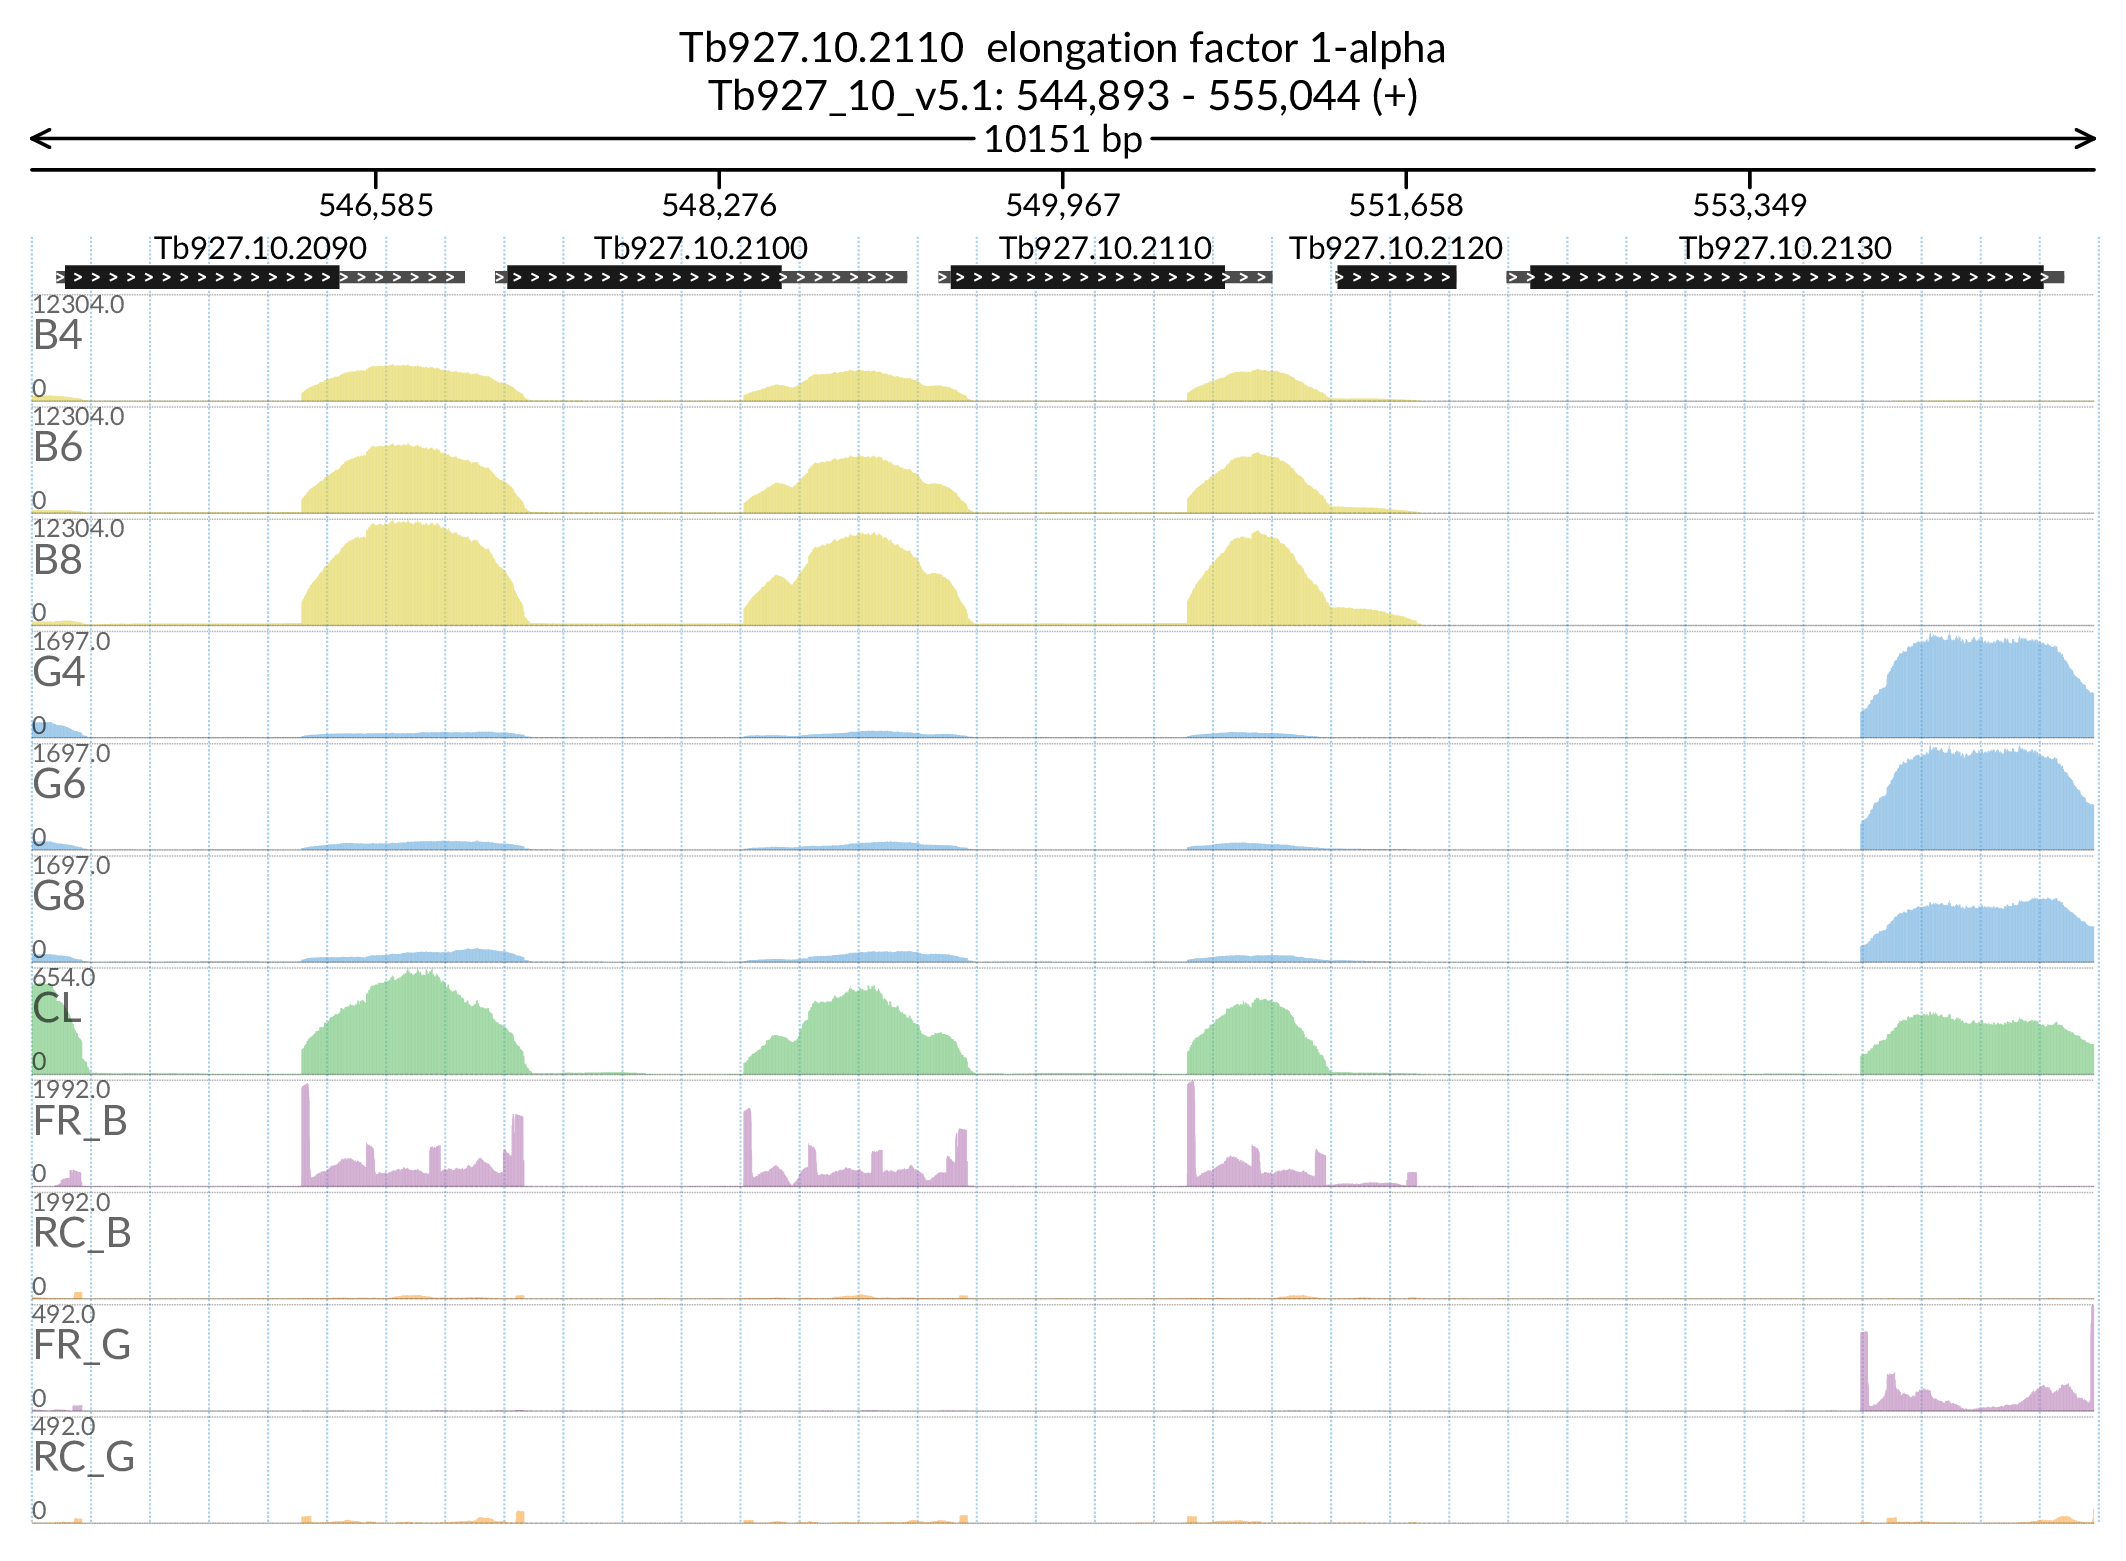 Tb927.10.2110 elongation factor 1-alpha
Tb927_10_v5.1: 544,893 - 555,044 (+)
10151 bp
546,585 548,276 549,967 551,658 553,349
Tb927.10.2090 Tb927.10.2100 Tb927.10.2110 Tb927.10.2120 Tb927.10.2130
12304.0
B4
0
12304.0
B6
0
12304.0
B8
0
1697.0
G4
0
1697.0
G6
0
1697.0
G8
0
654.0
CL
0
1992.0
FR_B
0
1992.0
RC_B
0
492.0
FR_G
0
492.0
RC_G
0